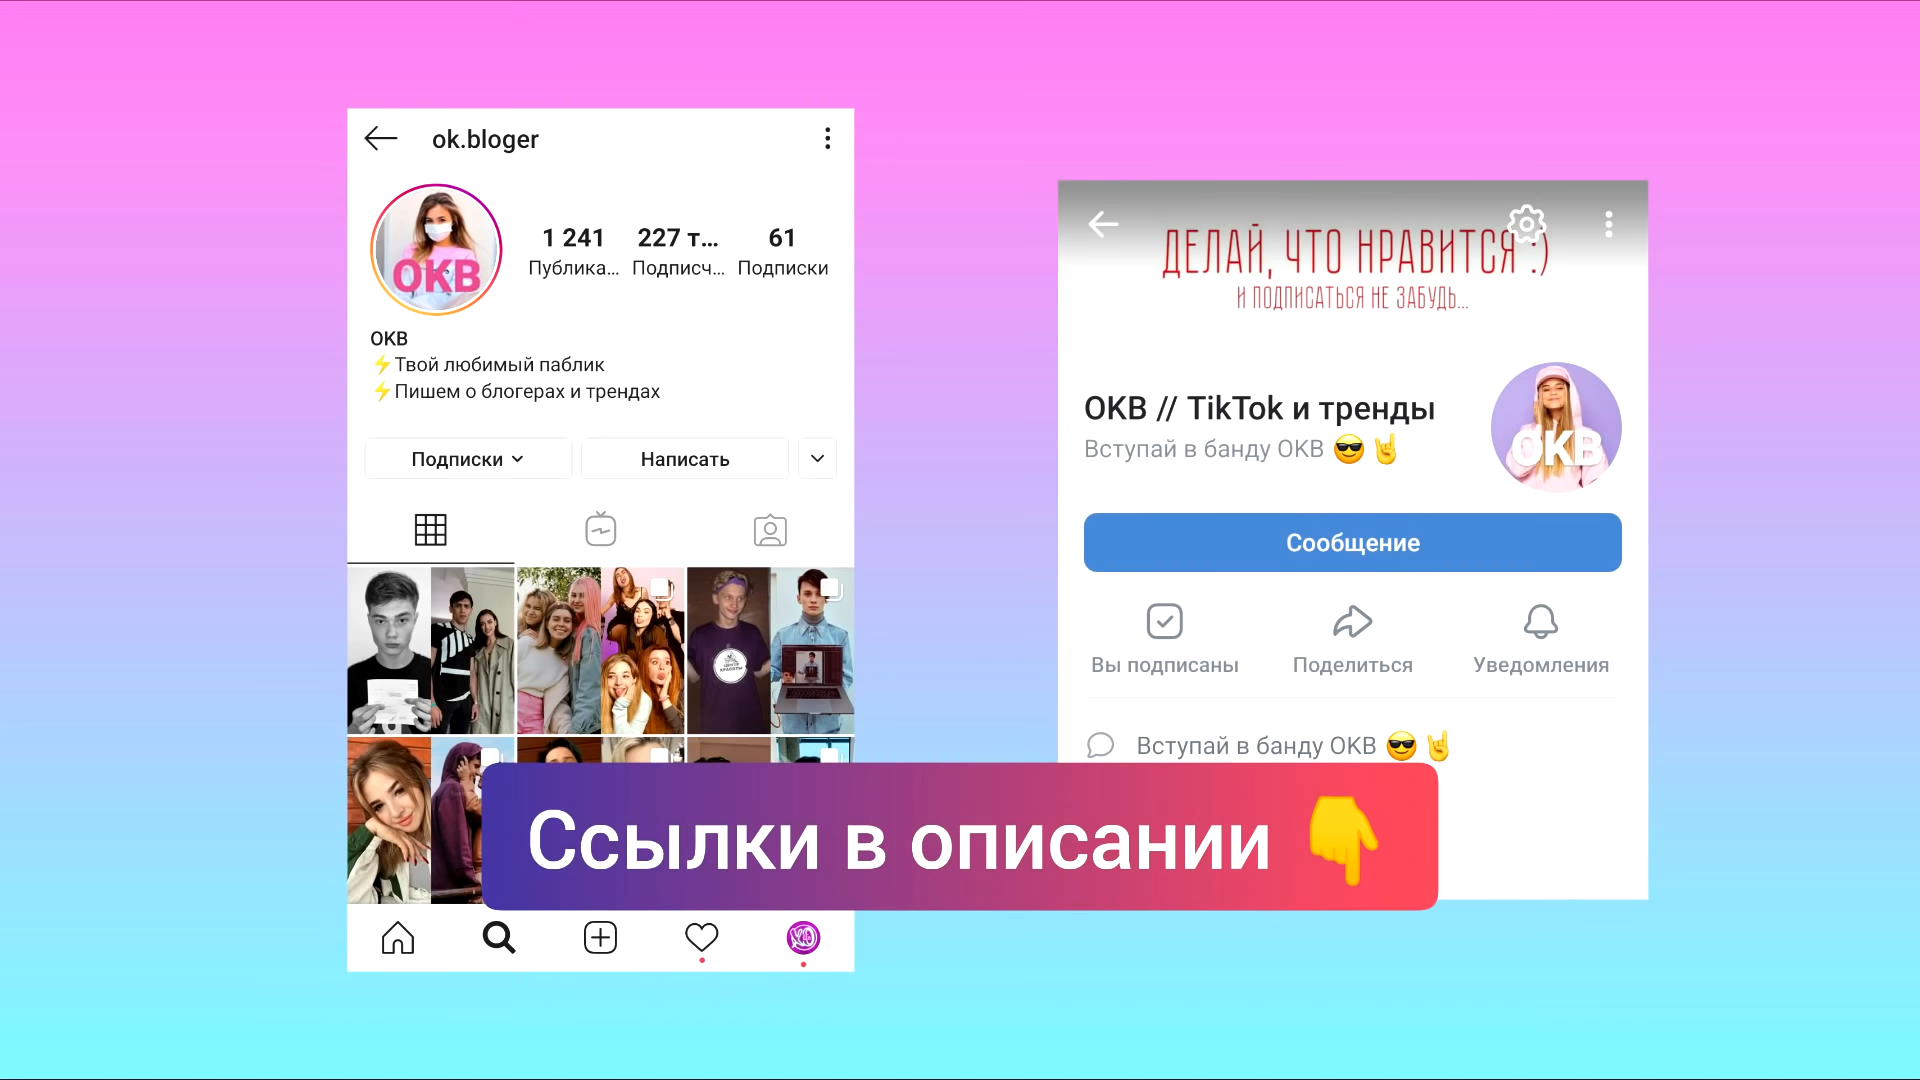 ok.bloger
OKB
1 241
227 т...
61
Публика...
Подписч...
Подписки
OKB
⚡Твой любимый паблик
⚡Пишем о блогерах и трендах
Подписки
Написать
ДЕЛАЙ, ЧТО НРАВИТСЯ :)
И ПОДПИСАТЬСЯ НЕ ЗАБУДЬ...
OKB // TikTok и тренды
Вступай в банду OKB 😎🤘
OKB
Сообщение
Вы подписаны
Поделиться
Уведомления
Вступай в банду OKB 😎🤘
Ссылки в описании 👇